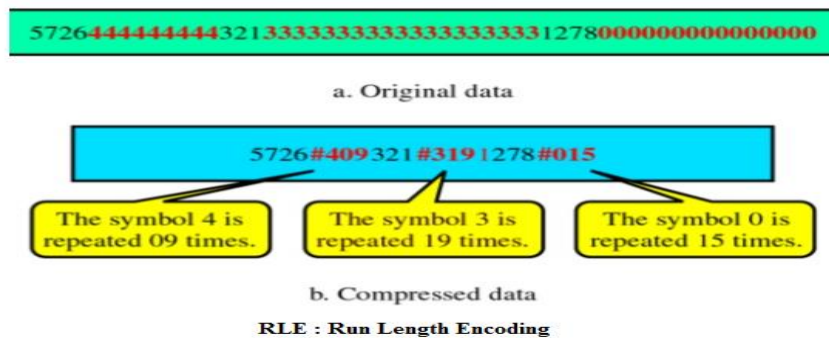 572644444444432133333333333333333331278000000000000000
a. Original data
5726#409321#3191278#015
The symbol 4 is
repeated 09 times.
The symbol 3 is
repeated 19 times.
The symbol 0 is
repeated 15 times.
b. Compressed data
RLE : Run Length Encoding